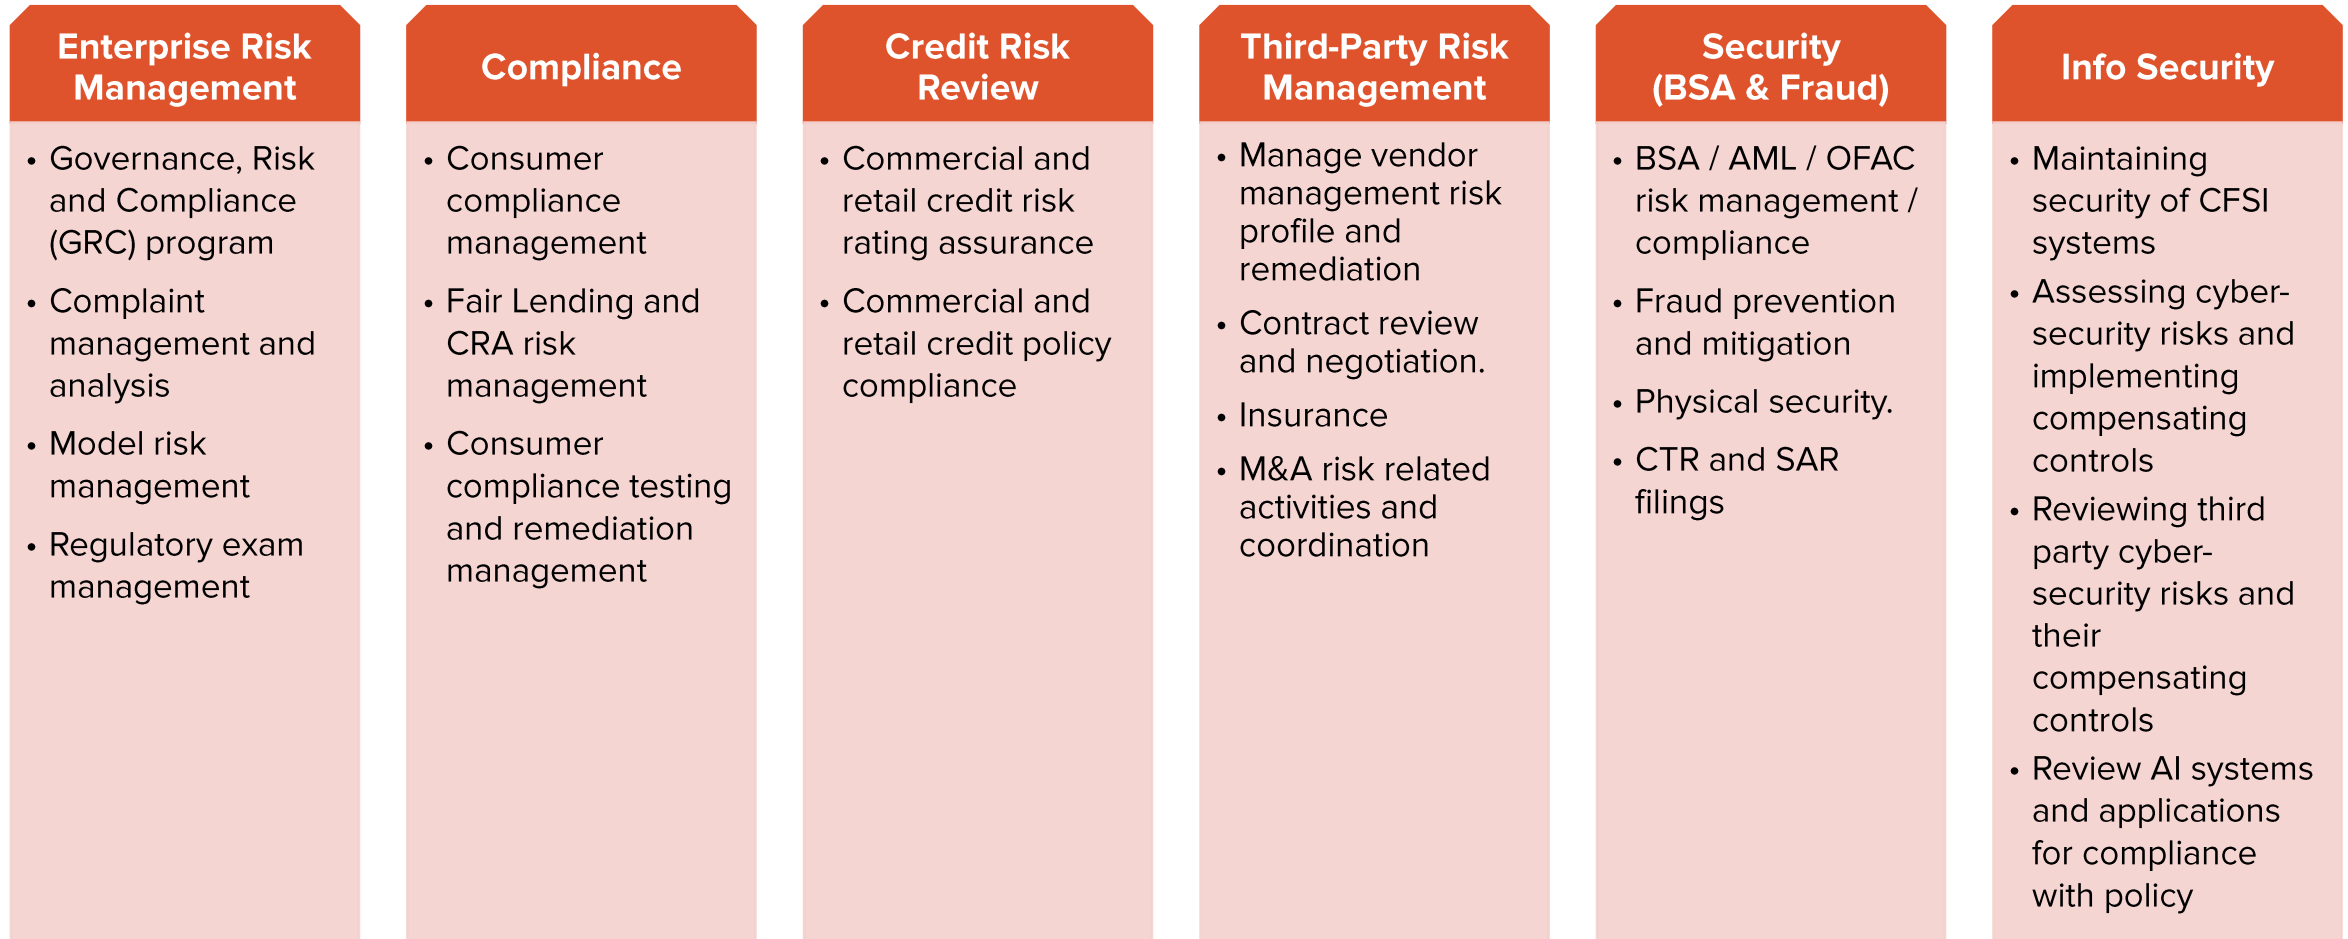 Enterprise Risk
Management
• Governance, Risk
and Compliance
(GRC) program
• Complaint
management and
analysis
• Model risk
management
• Regulatory exam
management
Compliance
• Consumer
compliance
management
• Fair Lending and
CRA risk
management
• Consumer
compliance testing
and remediation
management
Credit Risk
Review
• Commercial and
retail credit risk
rating assurance
• Commercial and
retail credit policy
compliance
Third-Party Risk
Management
• Manage vendor
management risk
profile and
remediation
• Contract review
and negotiation.
• Insurance
• M&A risk related
activities and
coordination
Security
(BSA & Fraud)
• BSA / AML / OFAC
risk management /
compliance
• Fraud prevention
and mitigation
• Physical security.
• CTR and SAR
filings
Info Security
• Maintaining
security of CFSI
systems
• Assessing cyber-
security risks and
implementing
compensating
controls
• Reviewing third
party cyber-
security risks and
their
compensating
controls
• Review AI systems
and applications
for compliance
with policy